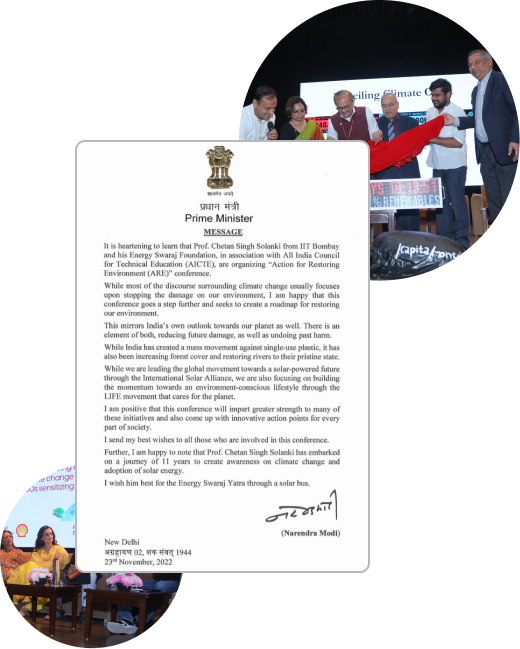 eiling Climate C
RENEWABLES
kapital
सत्यमेव जयते
प्रधान मंत्री
Prime Minister
MESSAGE
It is heartening to learn that Prof. Chetan Singh Solanki from IIT Bombay
and his Energy Swaraj Foundation, in association with All India Council
for Technical Education (AICTE), are organizing “Action for Restoring
Environment (ARE)” conference.
While most of the discourse surrounding climate change usually focuses
upon stopping the damage on our environment, I am happy that this
conference goes a step further and seeks to create a roadmap for restoring
our environment.
This mirrors India's own outlook towards our planet as well. There is an
element of both, reducing future damage, as well as undoing past harm.
While India has created a mass movement against single-use plastic, it has
also been increasing forest cover and restoring rivers to their pristine state.
While we are leading the global movement towards a solar-powered future
through the International Solar Alliance, we are also focusing on building
the momentum towards an environment-conscious lifestyle through the
LIFE movement that cares for the planet.
I am positive that this conference will impart greater strength to many of
these initiatives and also come up with innovative action points for every
part of society.
I send my best wishes to all those who are involved in this conference.
Further, I am happy to note that Prof. Chetan Singh Solanki has embarked
on a journey of 11 years to create awareness on climate change and
adoption of solar energy.
I wish him best for the Energy Swaraj Yatra through a solar bus.
(Narendra Modi)
New Delhi
अग्रहायण 02, शक संवत् 1944
23rd November, 2022
e change
sensitizing